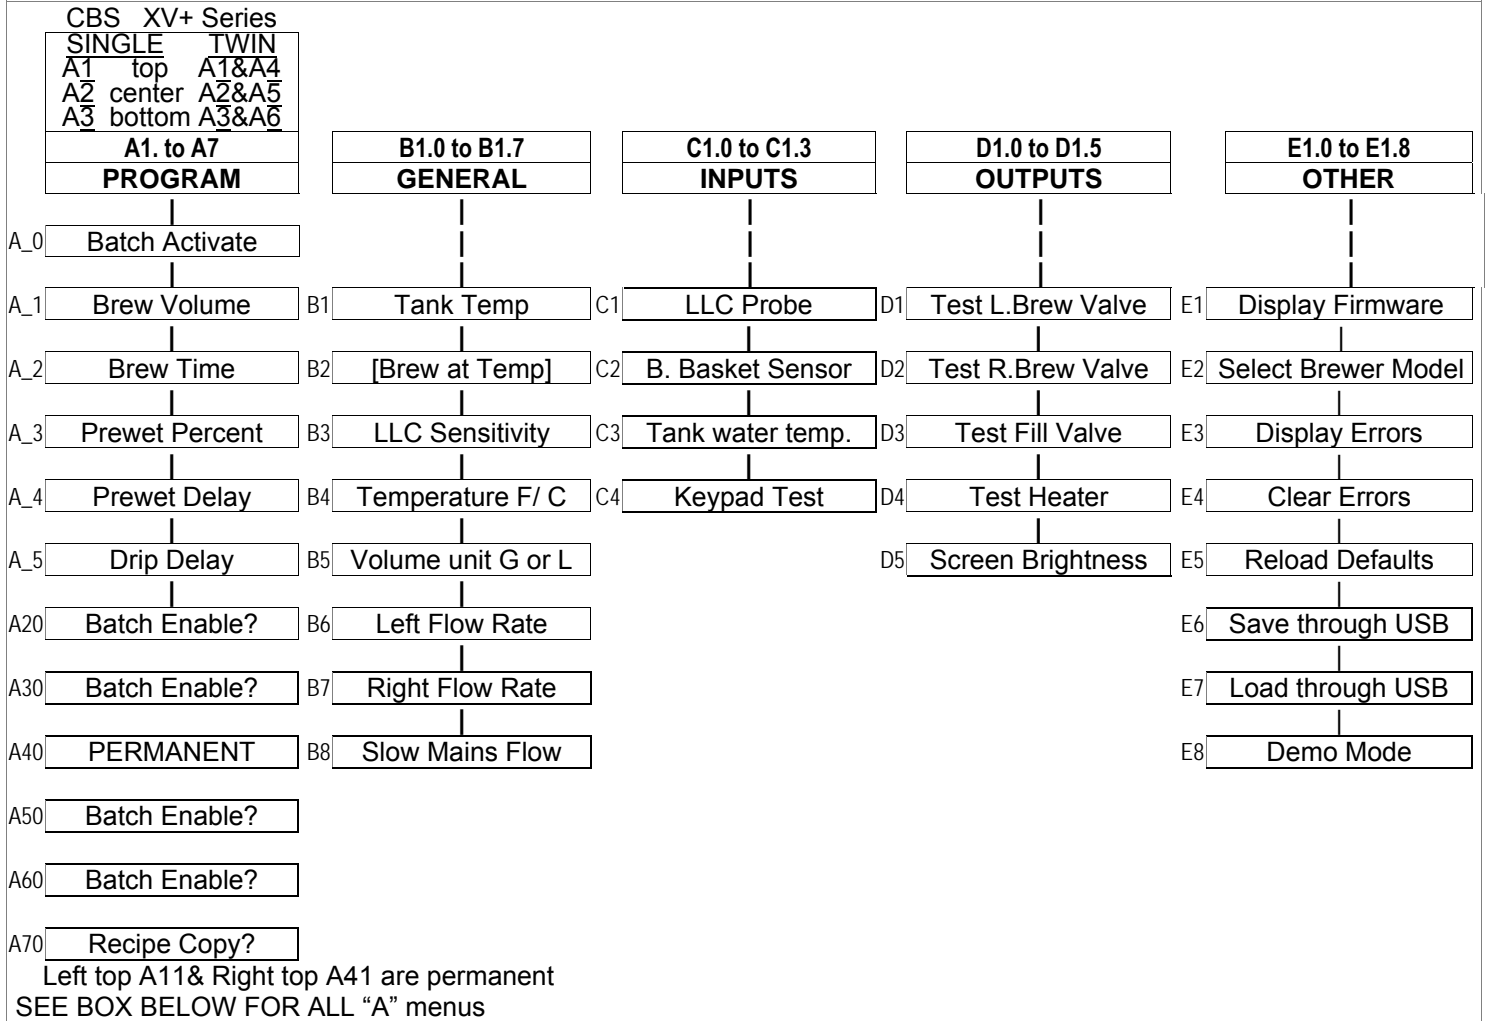 CBS XV+ Series
SINGLE TWIN
A1 top A1&A4
A2 center A2&A5
A3 bottom A3&A6
A1. to A7 B1.0 to B1.7 C1.0 to C1.3 D1.0 to D1.5 E1.0 to E1.8
PROGRAM GENERAL INPUTS OUTPUTS OTHER
A_0 Batch Activate
A_1 Brew Volume B1 Tank Temp C1 LLC Probe D1 Test L.Brew Valve E1 Display Firmware
A_2 Brew Time B2 [Brew at Temp] C2 B. Basket Sensor D2 Test R.Brew Valve E2 Select Brewer Model
A_3 Prewet Percent B3 LLC Sensitivity C3 Tank water temp. D3 Test Fill Valve E3 Display Errors
A_4 Prewet Delay B4 Temperature F/ C C4 Keypad Test D4 Test Heater E4 Clear Errors
A_5 Drip Delay B5 Volume unit G or L D5 Screen Brightness E5 Reload Defaults
A20 Batch Enable? B6 Left Flow Rate E6 Save through USB
A30 Batch Enable? B7 Right Flow Rate E7 Load through USB
A40 PERMANENT B8 Slow Mains Flow E8 Demo Mode
A50 Batch Enable?
A60 Batch Enable?
A70 Recipe Copy?
Left top A11& Right top A41 are permanent
SEE BOX BELOW FOR ALL “A” menus